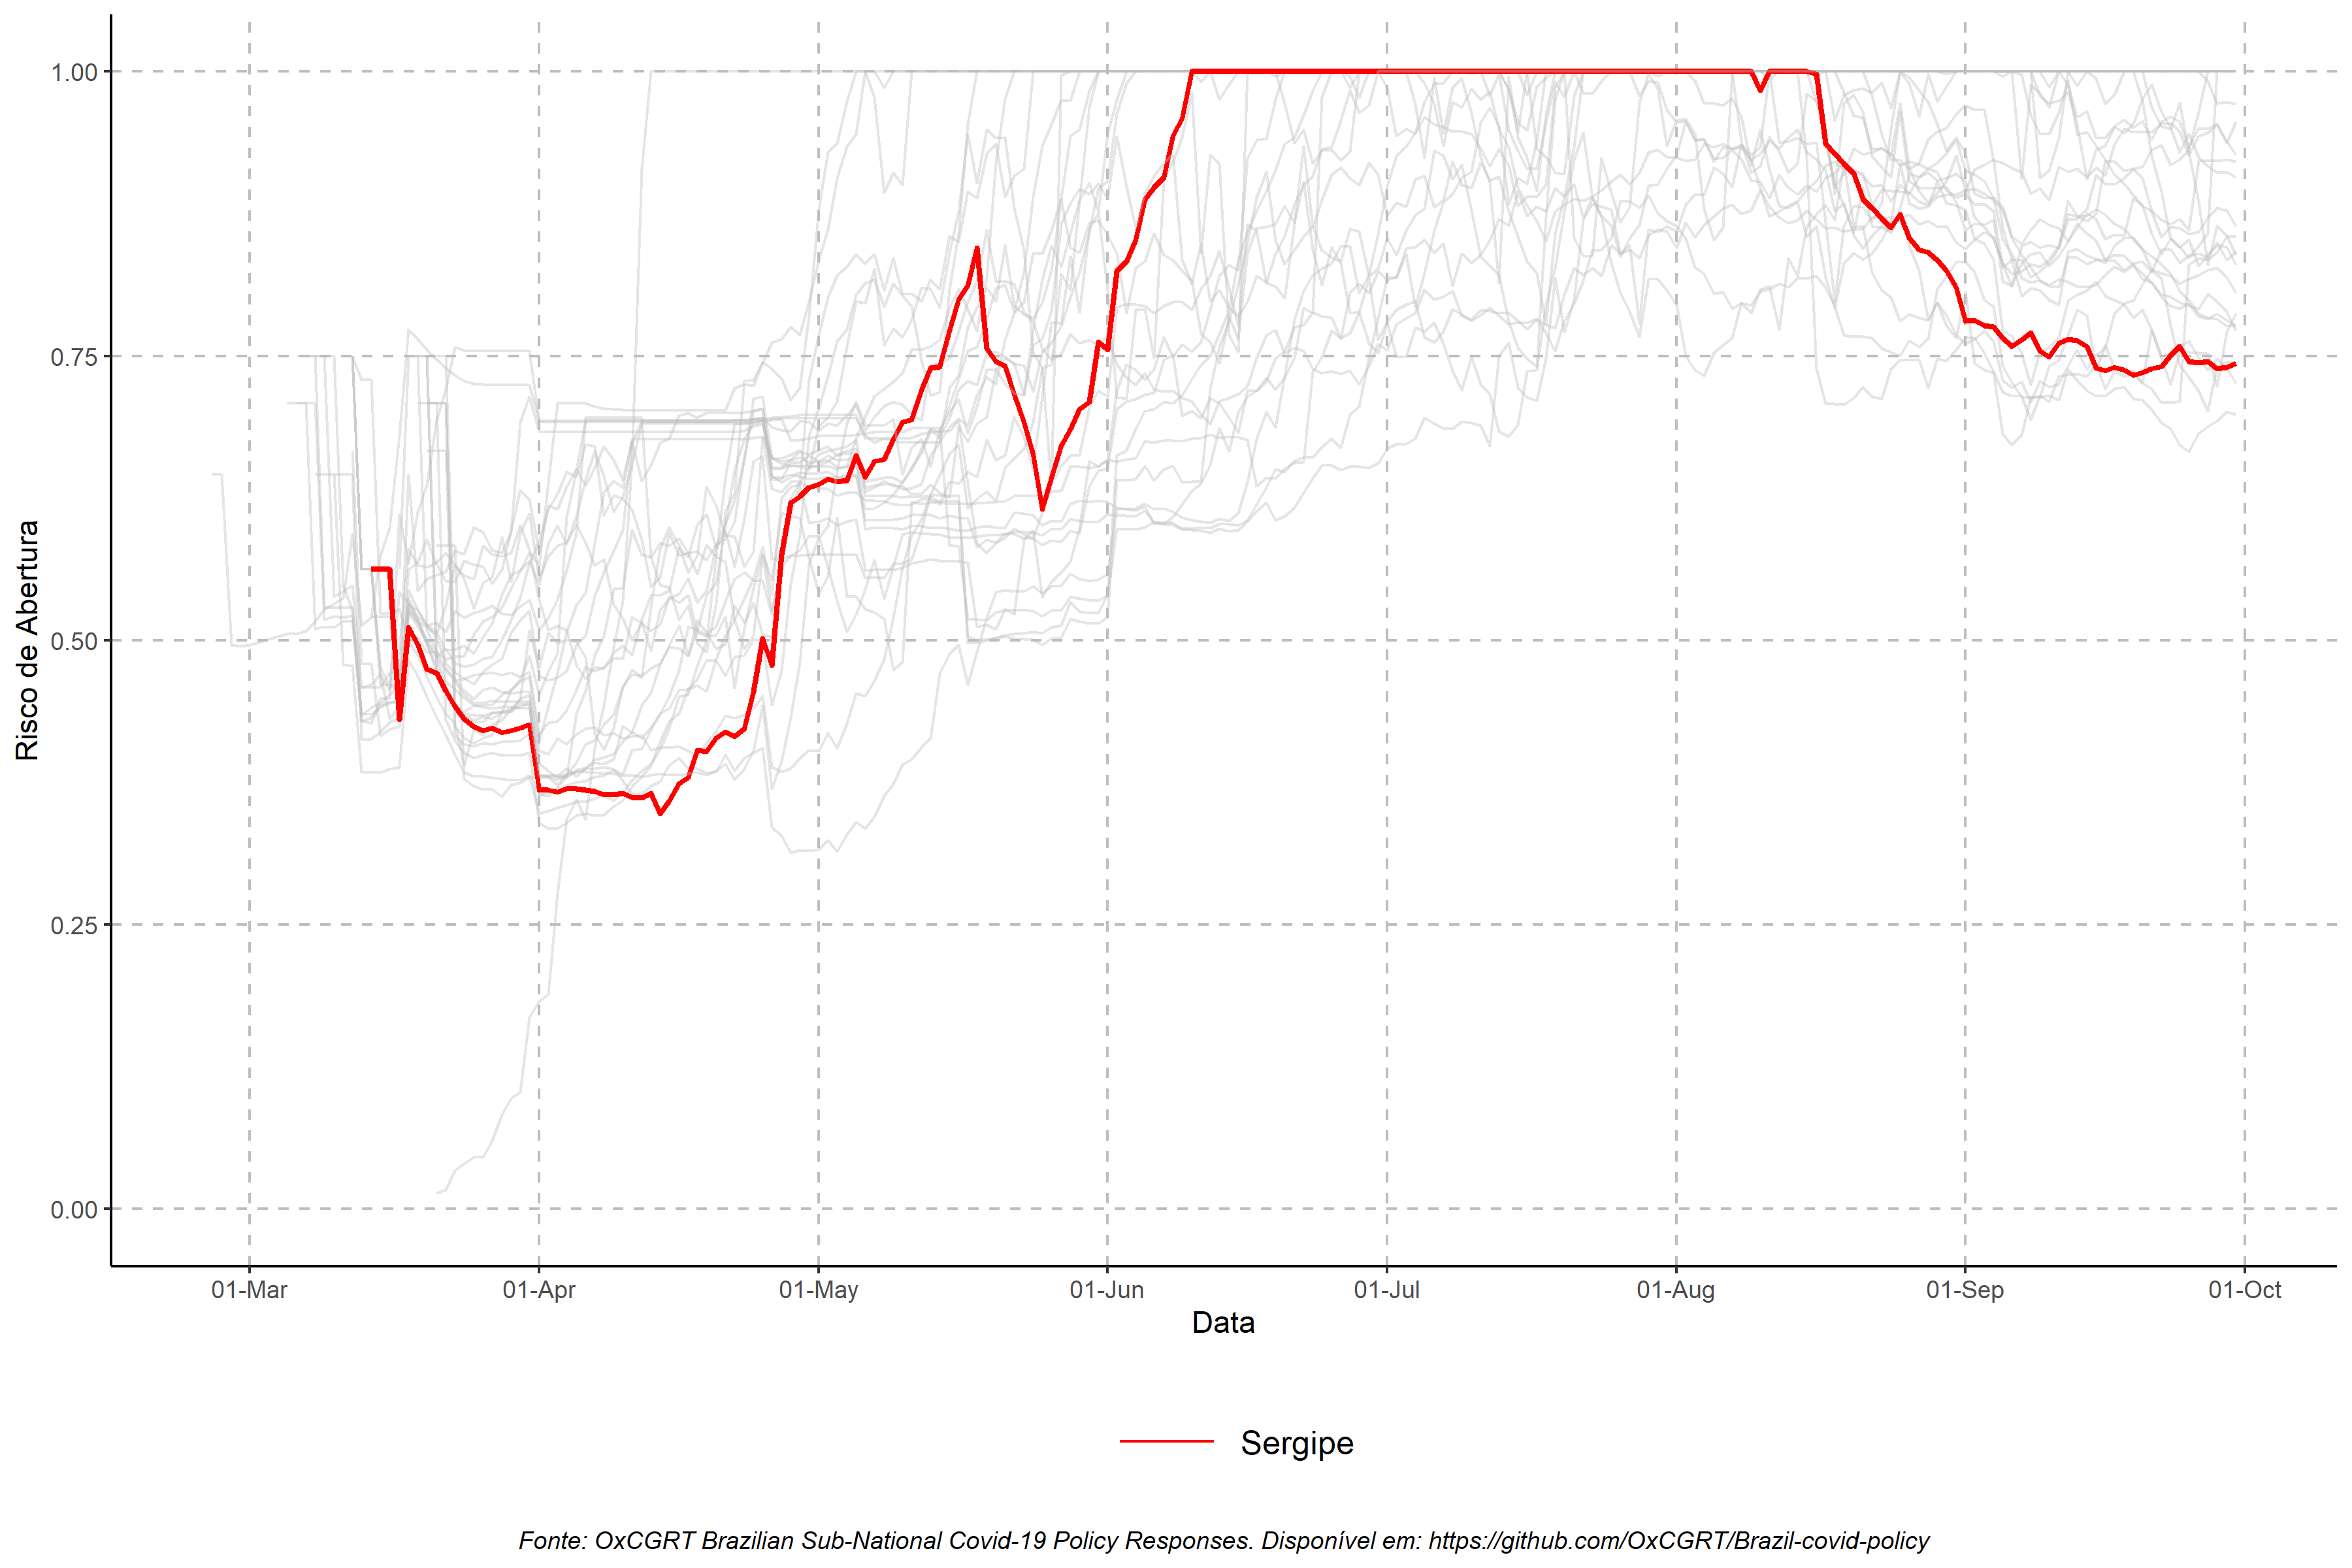 1.00
0.75
0.50
0.25
0.00
Risco de Abertura
01-Mar 01-Apr 01-May 01-Jun 01-Jul 01-Aug 01-Sep 01-Oct
Data
Sergipe
Fonte: OxCGRT Brazilian Sub-National Covid-19 Policy Responses. Disponível em: https://github.com/OxCGRT/Brazil-covid-policy